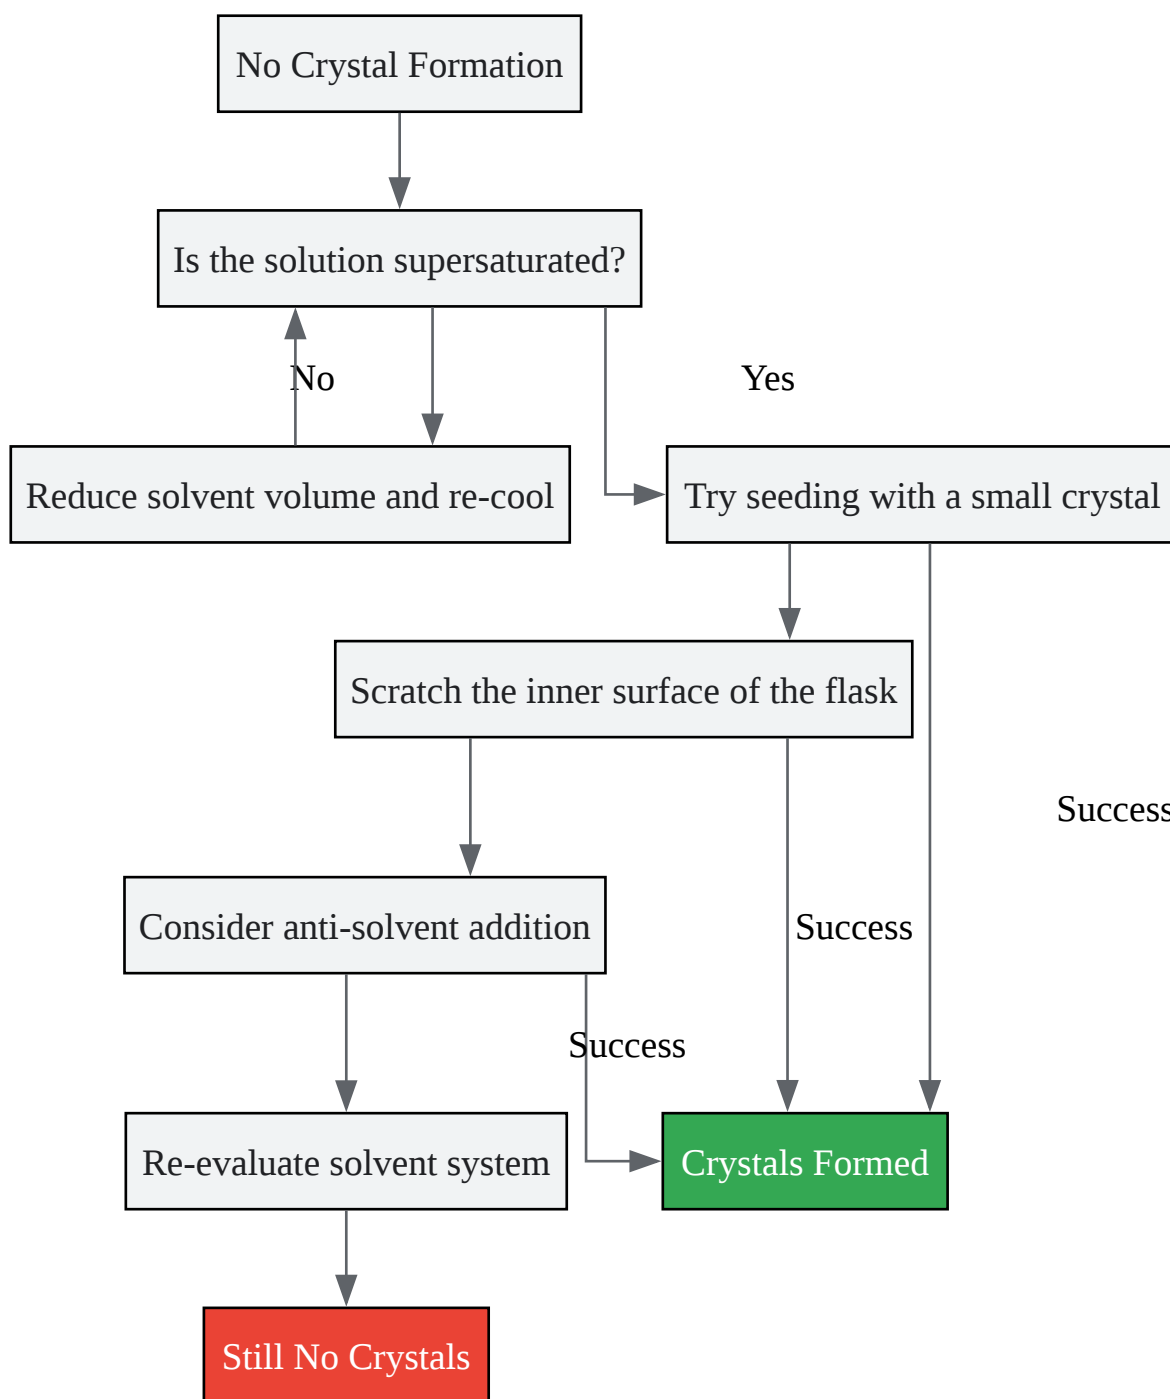 No Crystal Formation
Is the solution supersaturated?
No
Yes
Reduce solvent volume and re-cool
Try seeding with a small crystal
Scratch the inner surface of the flask
Success
Consider anti-solvent addition
Success
Success
Re-evaluate solvent system
Crystals Formed
Still No Crystals